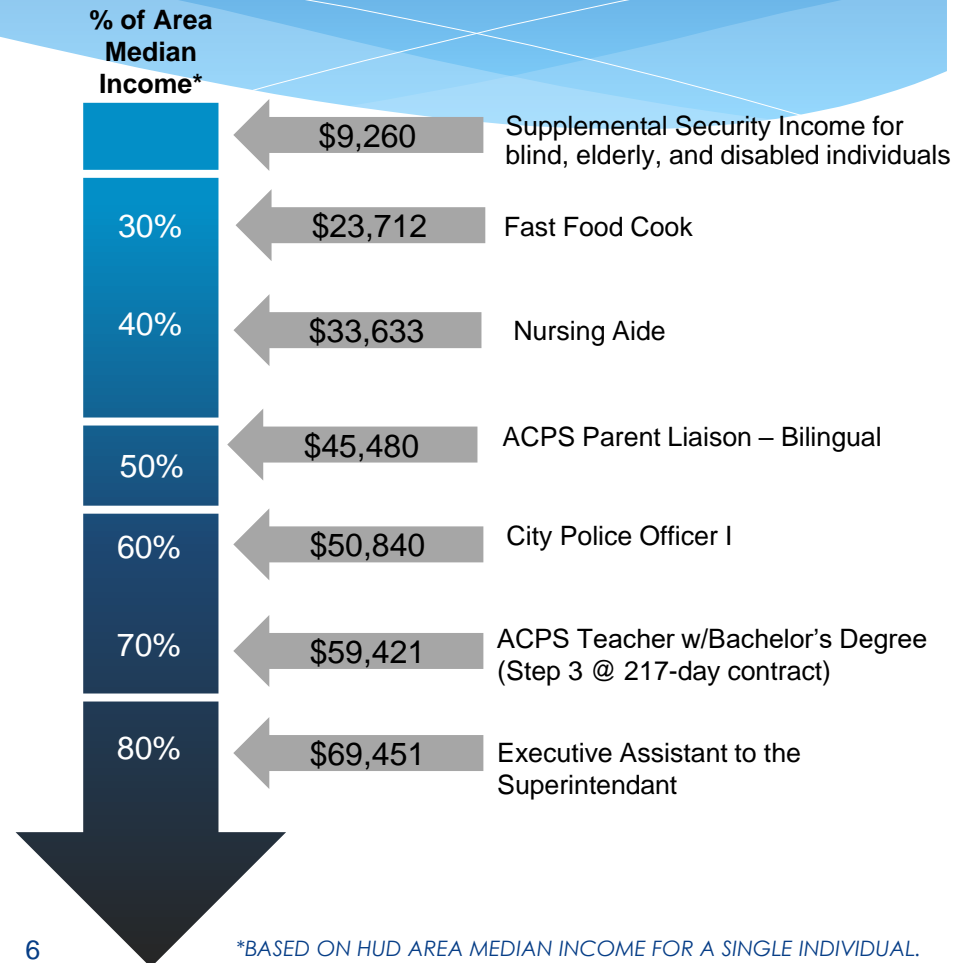 % of Area
Median
Income*
$9,260
Supplemental Security Income for
blind, elderly, and disabled individuals
30%
$23,712
Fast Food Cook
40%
$33,633
Nursing Aide
50%
$45,480
ACPS Parent Liaison – Bilingual
60%
$50,840
City Police Officer I
70%
$59,421
ACPS Teacher w/Bachelor's Degree
(Step 3 @ 217-day contract)
80%
$69,451
Executive Assistant to the
Superintendant
6
*BASED ON HUD AREA MEDIAN INCOME FOR A SINGLE INDIVIDUAL.